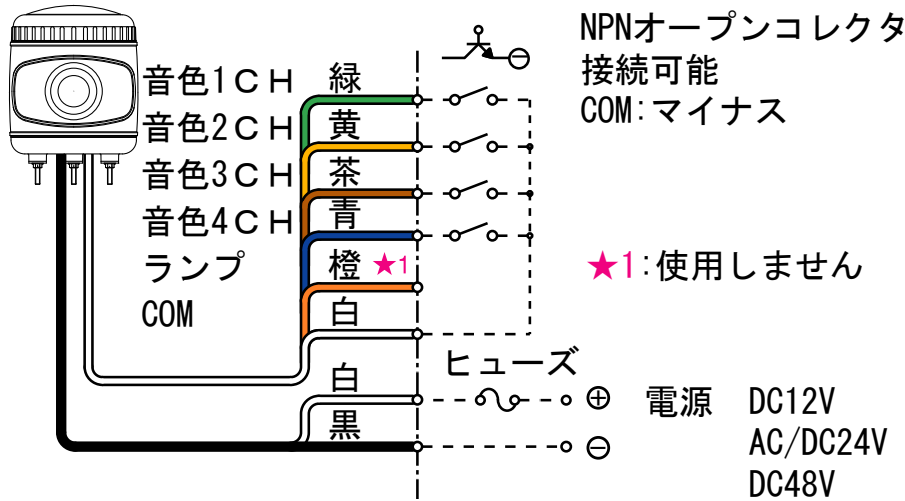 音色1CH 緑
音色2CH 黄
音色3CH 茶
音色4CH 青
ランプ 橙 ★1
COM 白
白
黒
NPNオープンコレクタ
接続可能
COM:マイナス
★1:使用しません
ヒューズ
⊕ 電源 DC12V
⊖ AC/DC24V
DC48V